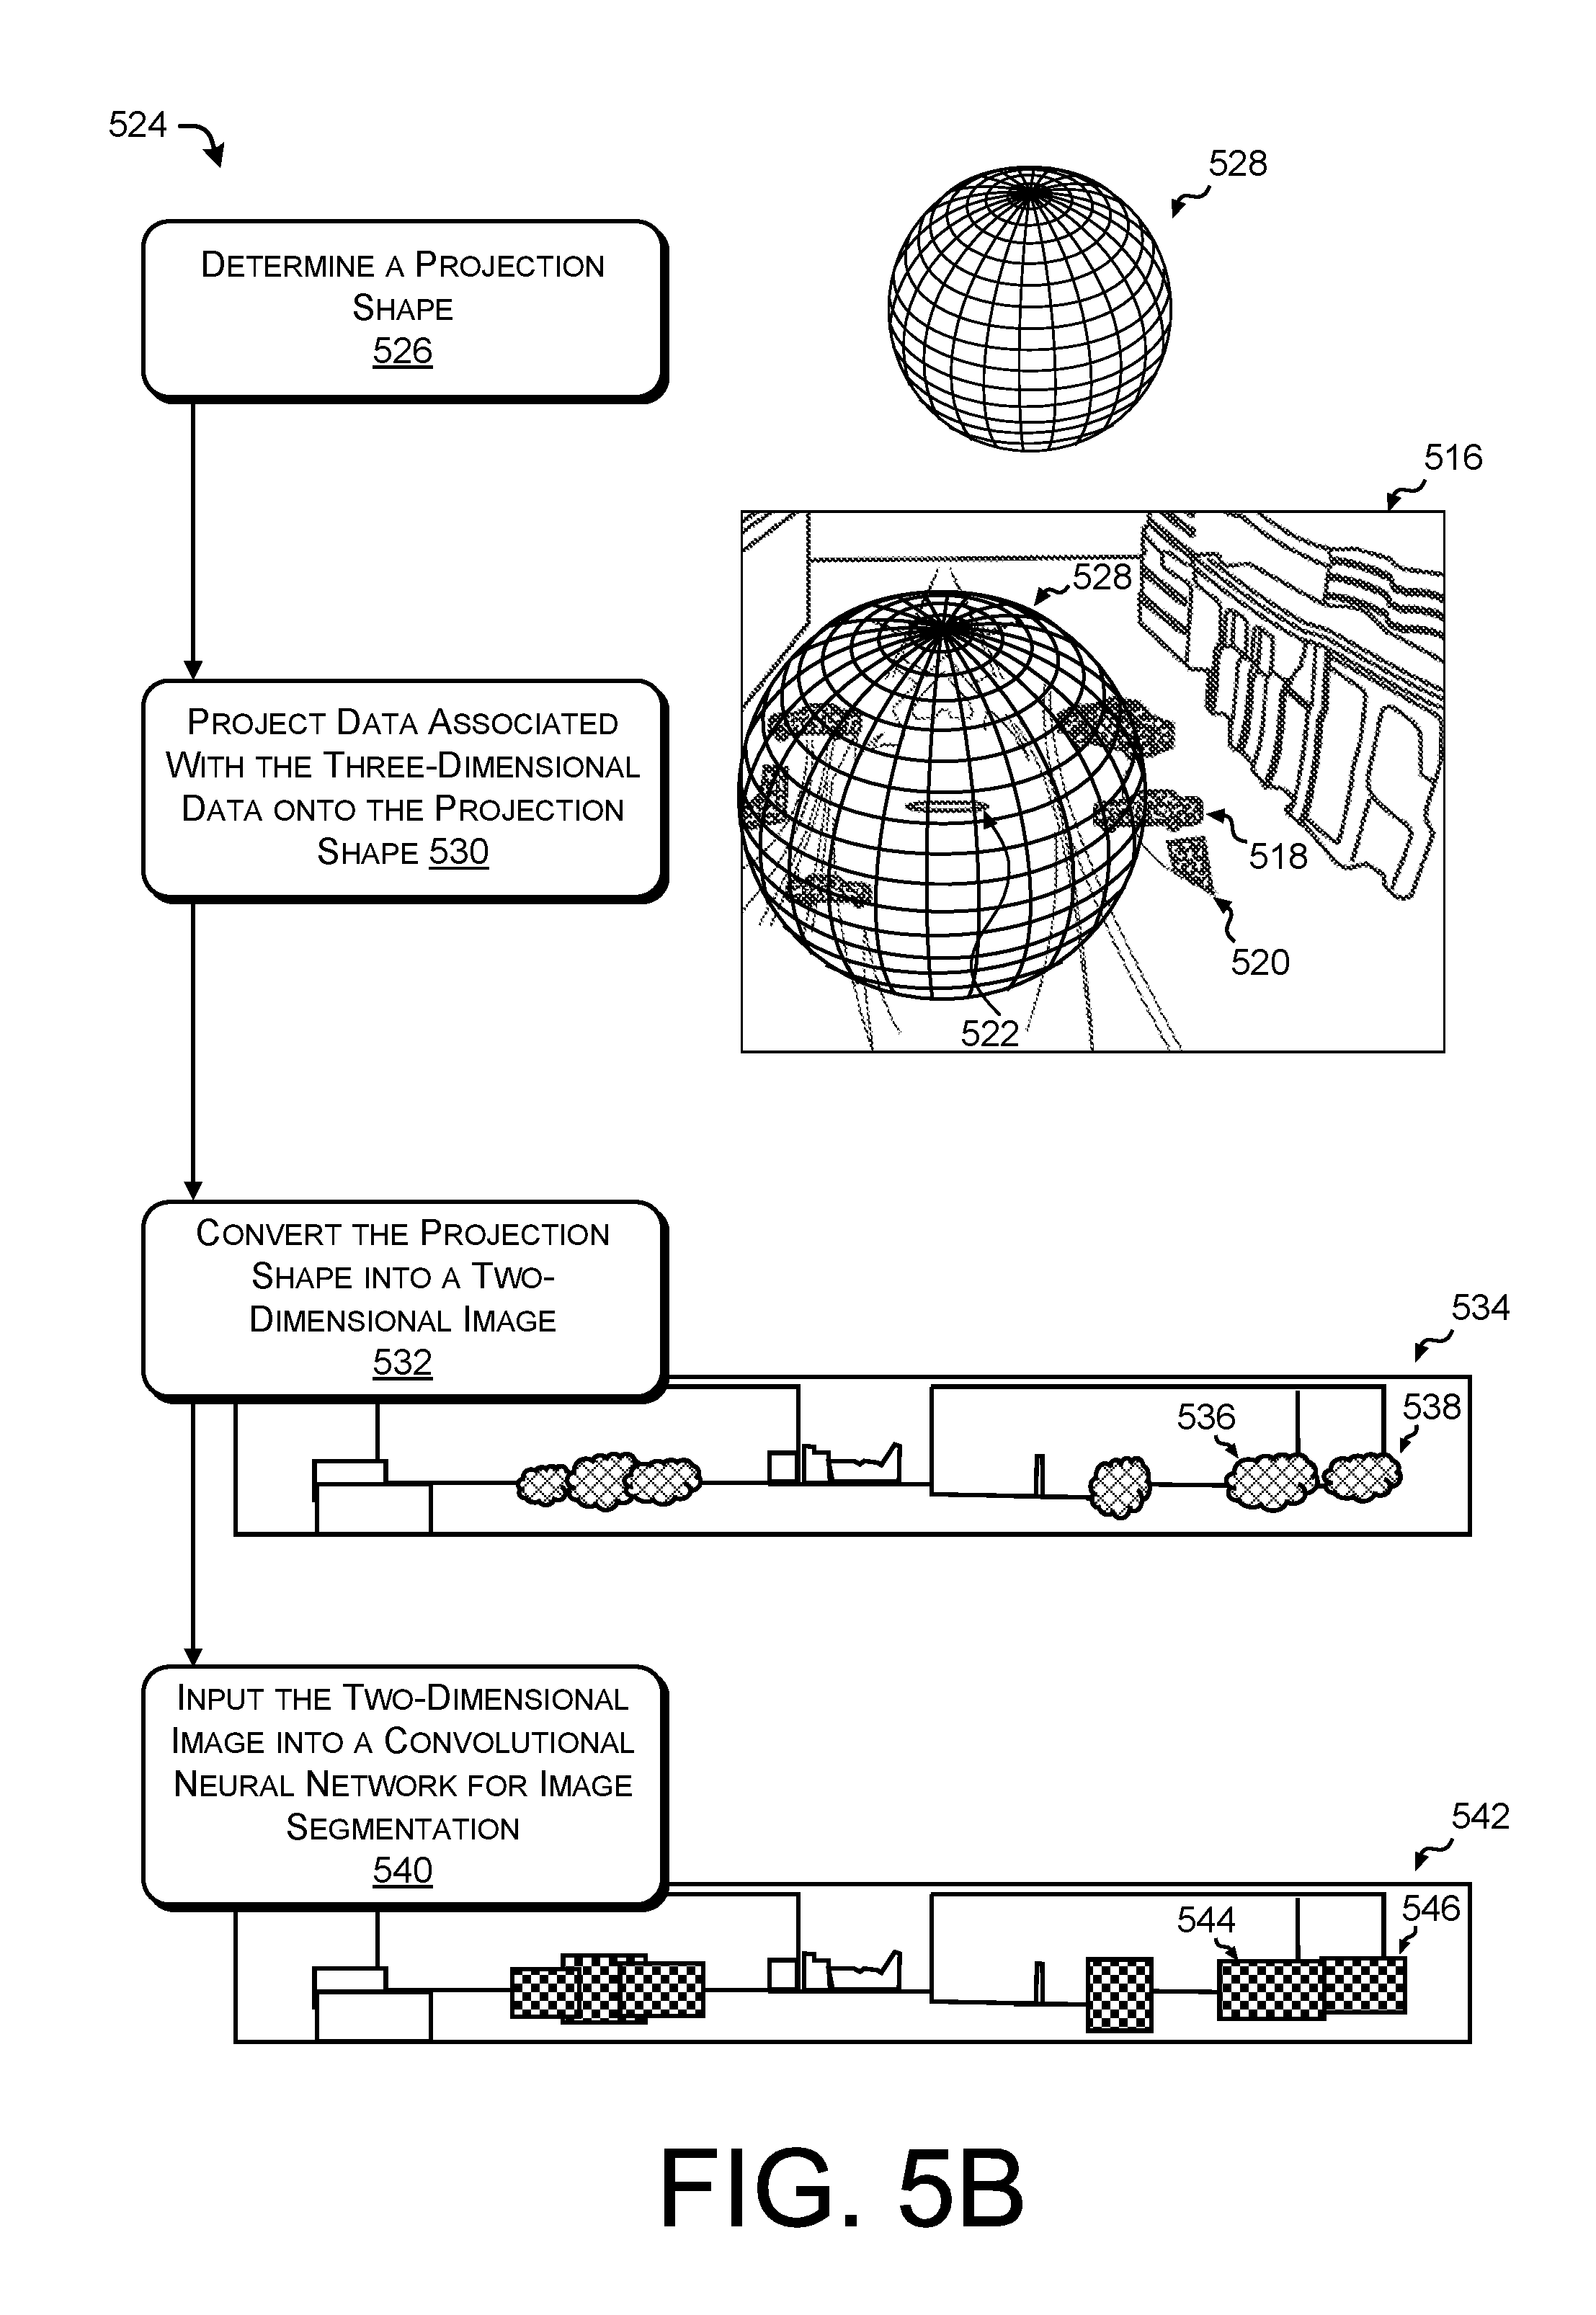 524
528
DETERMINE A PROJECTION
SHAPE
526
516
528
PROJECT DATA ASSOCIATED
WITH THE THREE-DIMENSIONAL
DATA ONTO THE PROJECTION
SHAPE 530
518
520
522
CONVERT THE PROJECTION
SHAPE INTO A TWO-
DIMENSIONAL IMAGE
532
534
536
538
INPUT THE TWO-DIMENSIONAL
IMAGE INTO A CONVOLUTIONAL
NEURAL NETWORK FOR IMAGE
SEGMENTATION
540
542
544
546
FIG. 5B